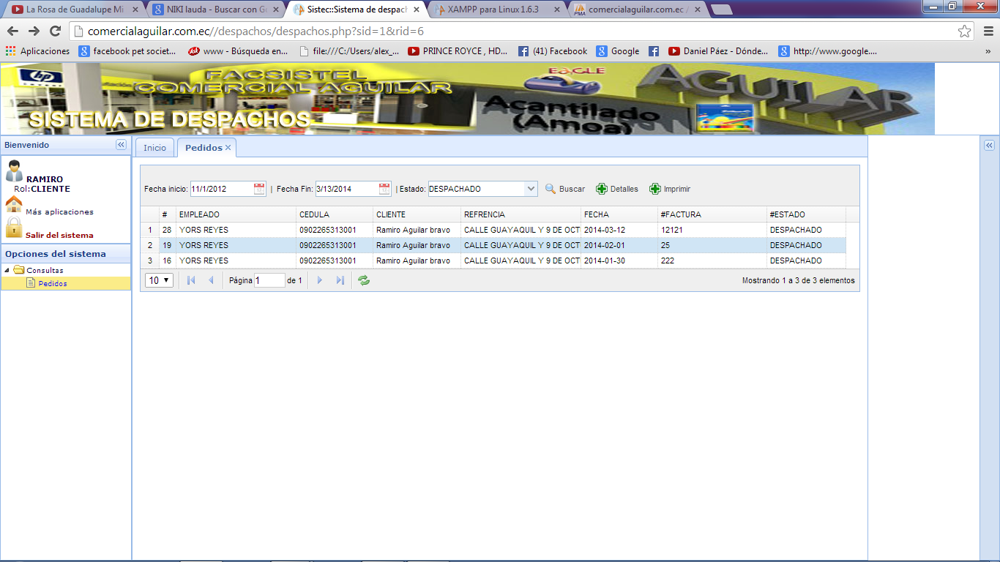 La Rosa de Guadalupe Mi
NIKI lauda - Buscar con G
Sistec::Sistema de despach
XAMPP para Linux 1.6.3
comercialaguilar.com.ec /
comercialaguilar.com.ec//despachos/despachos.php?sid=1&rid=6
Aplicaciones
facebook pet societ...
www - Búsqueda en...
file:///C:/Users/alex_...
PRINCE ROYCE , HD...
(41) Facebook
Google
Daniel Páez - Dónde...
http://www.google....
»
hp
FACSISTEL
COMERCIAL AGUILAR
SISTEMA DE DESPACHOS
EAGLE
Acantilado
(Amoa)
AGUILAR
Bienvenido
Inicio
Pedidos
RAMIRO
Rol:CLIENTE
Más aplicaciones
Salir del sistema
Opciones del sistema
Consultas
Pedidos
Fecha inicio: 11/1/2012 | Fecha Fin: 3/13/2014 | Estado: DESPACHADO Buscar Detalles Imprimir
# EMPLEADO CEDULA CLIENTE REFRENCIA FECHA #FACTURA #ESTADO
1 28 YORS REYES 0902265313001 Ramiro Aguilar bravo CALLE GUAYAQUIL Y 9 DE OCT 2014-03-12 12121 DESPACHADO
2 19 YORS REYES 0902265313001 Ramiro Aguilar bravo CALLE GUAYAQUIL Y 9 DE OCT 2014-02-01 25 DESPACHADO
3 16 YORS REYES 0902265313001 Ramiro Aguilar bravo CALLE GUAYAQUIL Y 9 DE OCT 2014-01-30 222 DESPACHADO
10 Página 1 de 1 Mostrando 1 a 3 de 3 elementos